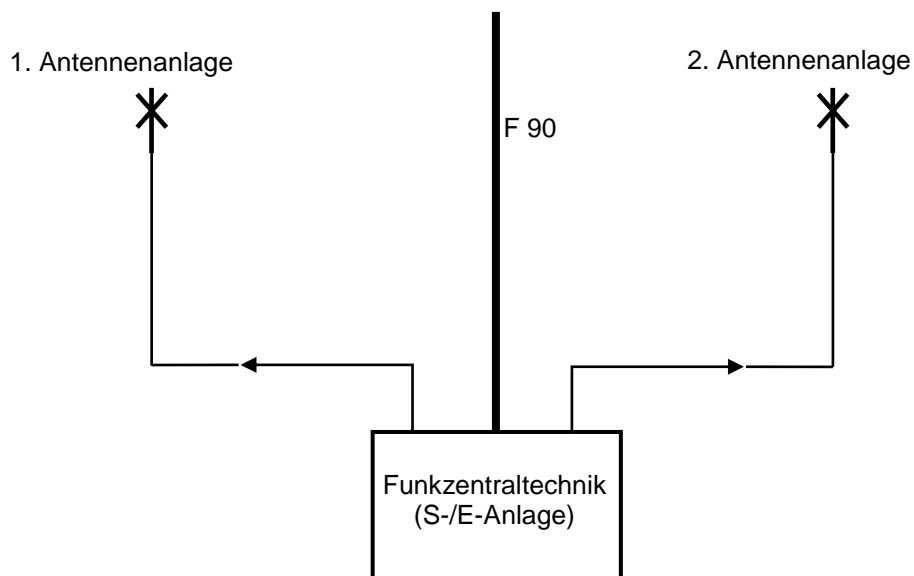 1. Antennenanlage
2. Antennenanlage
F 90
Funkzentraltechnik
(S-/E-Anlage)